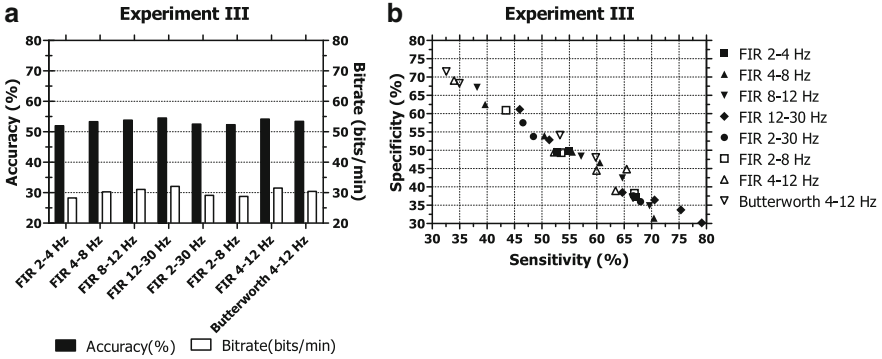 a
Experiment III
80
70
60
50
40
30
20
Accuracy (%)
80
70
60
50
40
30
20
Bitrate (bits/min)
FIR 2-4 Hz
FIR 4-8 Hz
FIR 8-12 Hz
FIR 12-30 Hz
FIR 2-30 Hz
FIR 2-8 Hz
FIR 4-12 Hz
Butterworth 4-12 Hz
Accuracy(%)
Bitrate(bits/min)
b
Experiment III
80
75
70
65
60
55
50
45
40
35
30
Specificity (%)
30 35 40 45 50 55 60 65 70 75 80
Sensitivity (%)
FIR 2-4 Hz
FIR 4-8 Hz
FIR 8-12 Hz
FIR 12-30 Hz
FIR 2-30 Hz
FIR 2-8 Hz
FIR 4-12 Hz
Butterworth 4-12 Hz